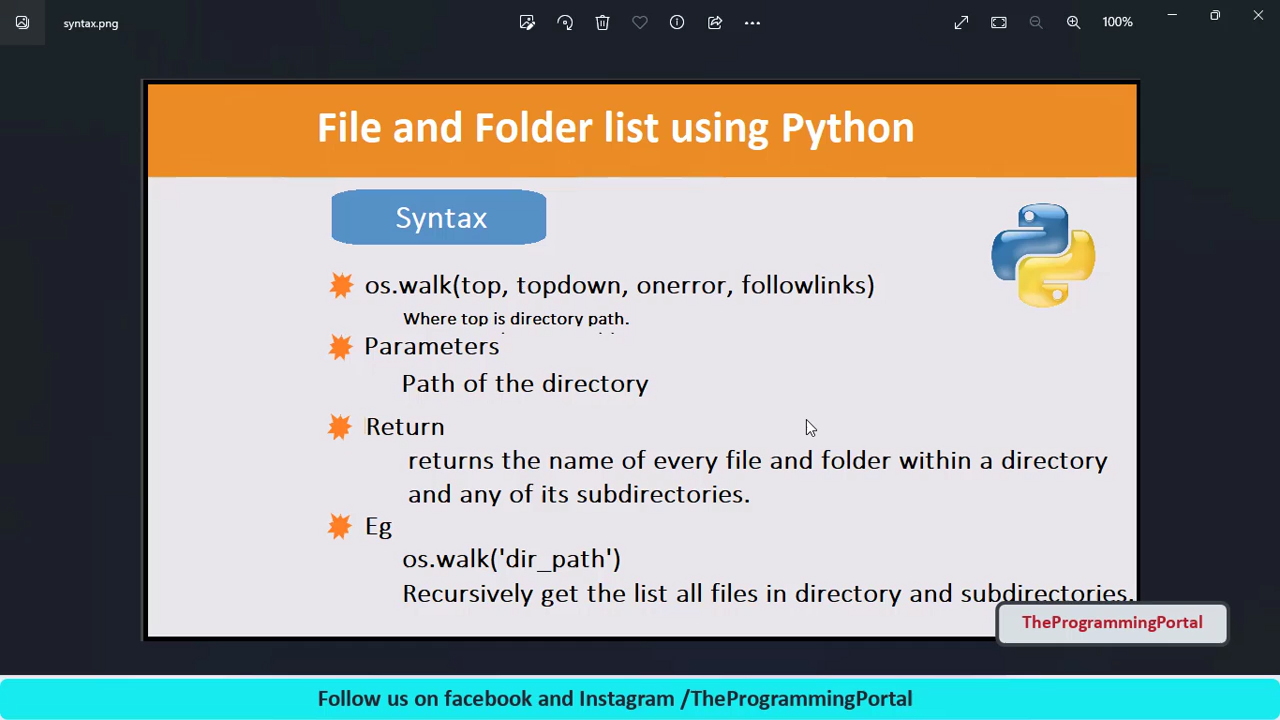 syntax.png
100%
File and Folder list using Python
Syntax
os.walk(top, topdown, onerror, followlinks)
Where top is directory path.
Parameters
Path of the directory
Return
returns the name of every file and folder within a directory
and any of its subdirectories.
Eg
os.walk('dir_path')
Recursively get the list all files in directory and subdirectories.
TheProgrammingPortal
Follow us on facebook and Instagram /TheProgrammingPortal